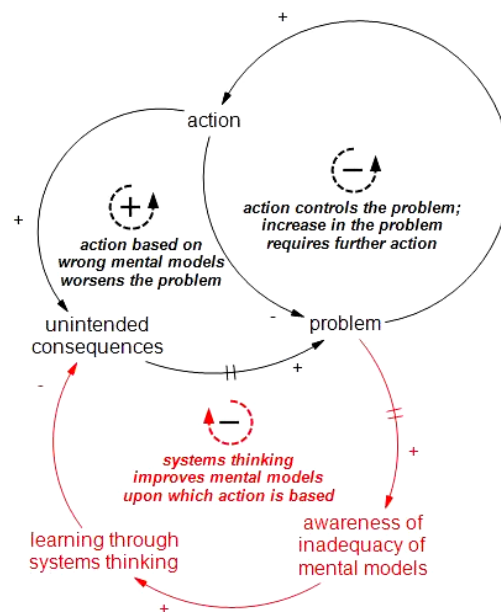 +
action
+
+
−
action based on
wrong mental models
worsens the problem
action controls the problem;
increase in the problem
requires further action
unintended
consequences
-
problem
+
-
−
+
systems thinking
improves mental models
upon which action is based
learning through
systems thinking
awareness of
inadequacy of
mental models
+